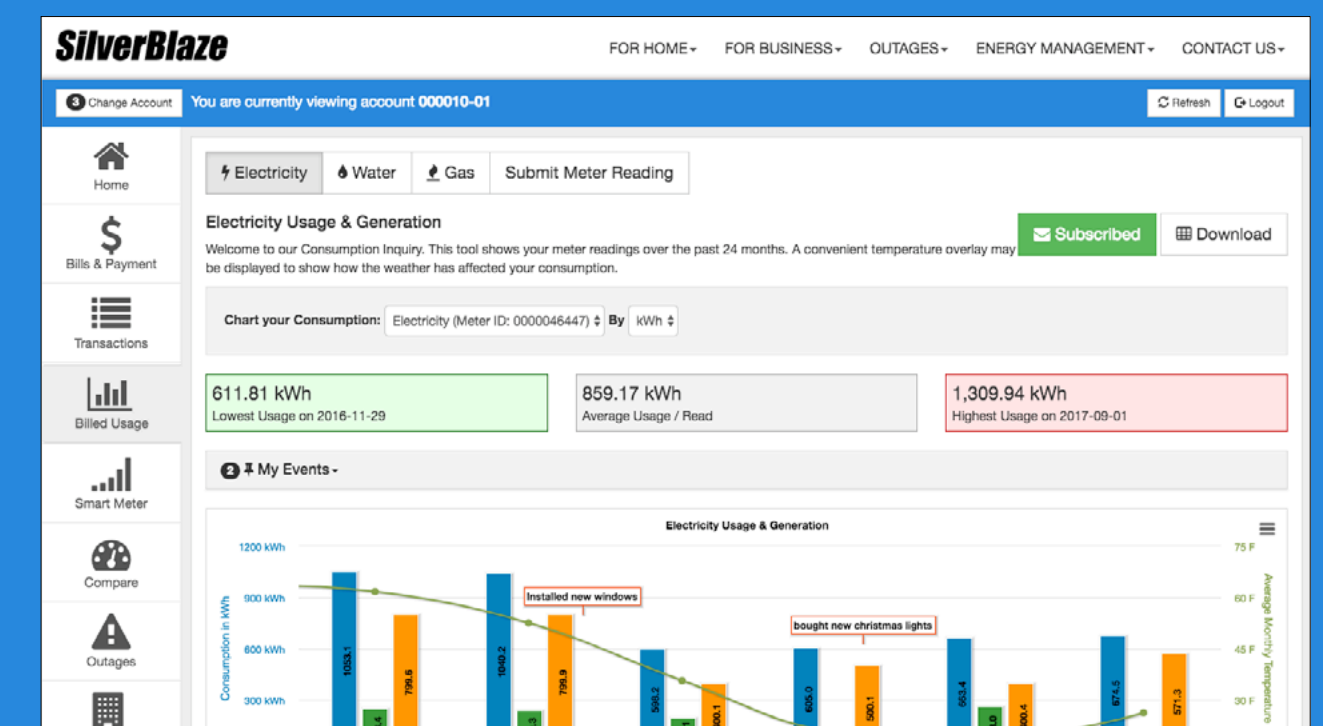 SilverBlaze
FOR HOME FOR BUSINESS OUTAGES ENERGY MANAGEMENT CONTACT US
3 Change Account You are currently viewing account 000010-01 Refresh Logout
Home
Bills & Payment
Transactions
Billed Usage
Smart Meter
Compare
Outages
Electricity Water Gas Submit Meter Reading
Electricity Usage & Generation
Subscribed Download
Welcome to our Consumption Inquiry. This tool shows your meter readings over the past 24 months. A convenient temperature overlay may
be displayed to show how the weather has affected your consumption.
Chart your Consumption: Electricity (Meter ID: 0000046447) By kWh
611.81 kWh
Lowest Usage on 2016-11-29
859.17 kWh
Average Usage / Read
1,309.94 kWh
Highest Usage on 2017-09-01
2 My Events
Electricity Usage & Generation
1200 kWh
900 kWh
600 kWh
300 kWh
Consumption in kWh
75 F
60 F
45 F
30 F
Average Monthly Temperature
Installed new windows
bought new christmas lights
1053.1
799.6
1040.2
799.9
598.2
605.0
500.1
663.4
674.5
571.3